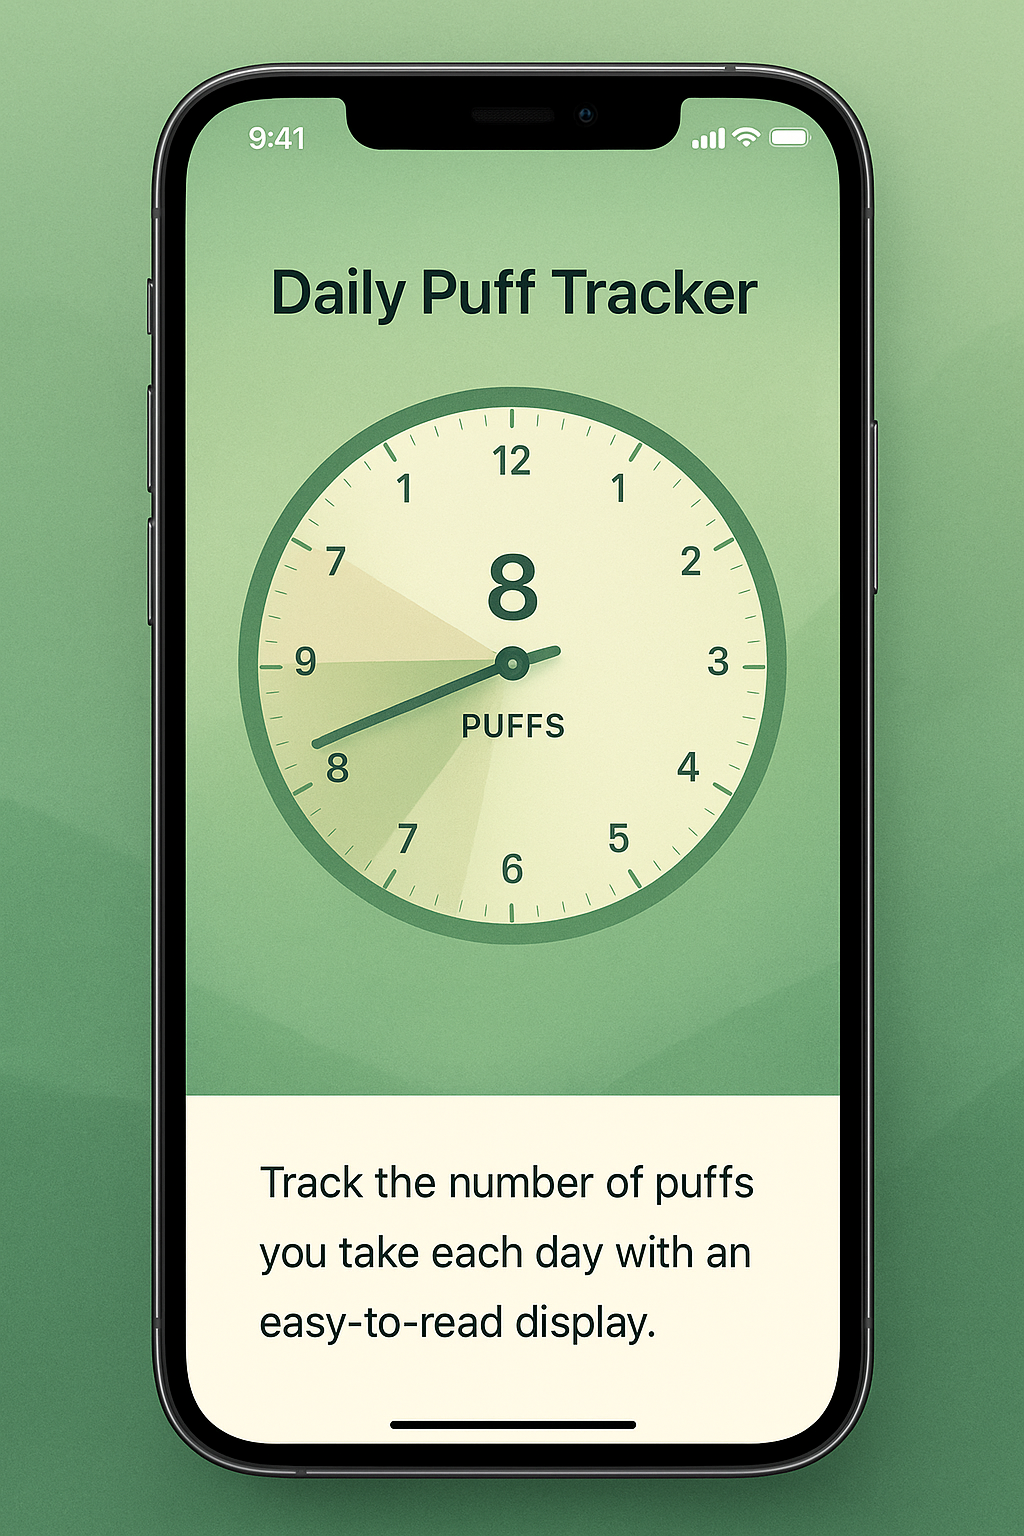 9:41
Daily Puff Tracker
12
1
1
7
2
8
9
3
PUFFS
8
4
7
5
6
Track the number of puffs
you take each day with an
easy-to-read display.